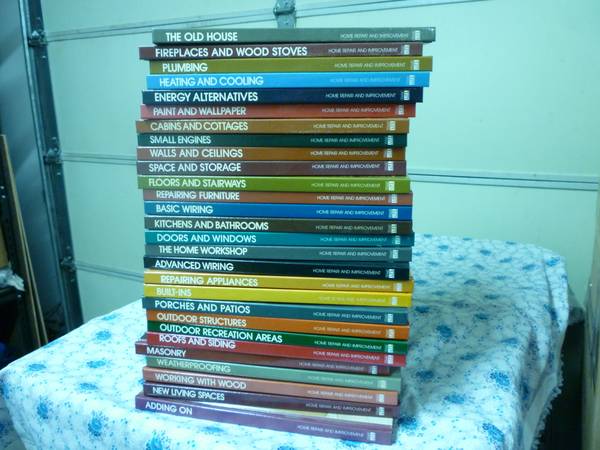 THE OLD HOUSE HOME REPAIR AND IMPROVEMENT
FIREPLACES AND WOOD STOVES HOME REPAIR AND IMPROVEMENT
PLUMBING HOME REPAIR AND IMPROVEMENT
HEATING AND COOLING HOME REPAIR AND IMPROVEMENT
ENERGY ALTERNATIVES HOME REPAIR AND IMPROVEMENT
PAINT AND WALLPAPER HOME REPAIR AND IMPROVEMENT
CABINS AND COTTAGES HOME REPAIR AND IMPROVEMENT
SMALL ENGINES HOME REPAIR AND IMPROVEMENT
WALLS AND CEILINGS HOME REPAIR AND IMPROVEMENT
SPACE AND STORAGE HOME REPAIR AND IMPROVEMENT
FLOORS AND STAIRWAYS HOME REPAIR AND IMPROVEMENT
REPAIRING FURNITURE HOME REPAIR AND IMPROVEMENT
BASIC WIRING HOME REPAIR AND IMPROVEMENT
KITCHENS AND BATHROOMS HOME REPAIR AND IMPROVEMENT
DOORS AND WINDOWS HOME REPAIR AND IMPROVEMENT
THE HOME WORKSHOP HOME REPAIR AND IMPROVEMENT
ADVANCED WIRING HOME REPAIR AND IMPROVEMENT
REPAIRING APPLIANCES HOME REPAIR AND IMPROVEMENT
BUILT-INS HOME REPAIR AND IMPROVEMENT
PORCHES AND PATIOS HOME REPAIR AND IMPROVEMENT
OUTDOOR STRUCTURES HOME REPAIR AND IMPROVEMENT
OUTDOOR RECREATION AREAS HOME REPAIR AND IMPROVEMENT
ROOFS AND SIDING HOME REPAIR AND IMPROVEMENT
MASONRY HOME REPAIR AND IMPROVEMENT
WEATHERPROOFING HOME REPAIR AND IMPROVEMENT
WORKING WITH WOOD HOME REPAIR AND IMPROVEMENT
NEW LIVING SPACES HOME REPAIR AND IMPROVEMENT
ADDING ON HOME REPAIR AND IMPROVEMENT